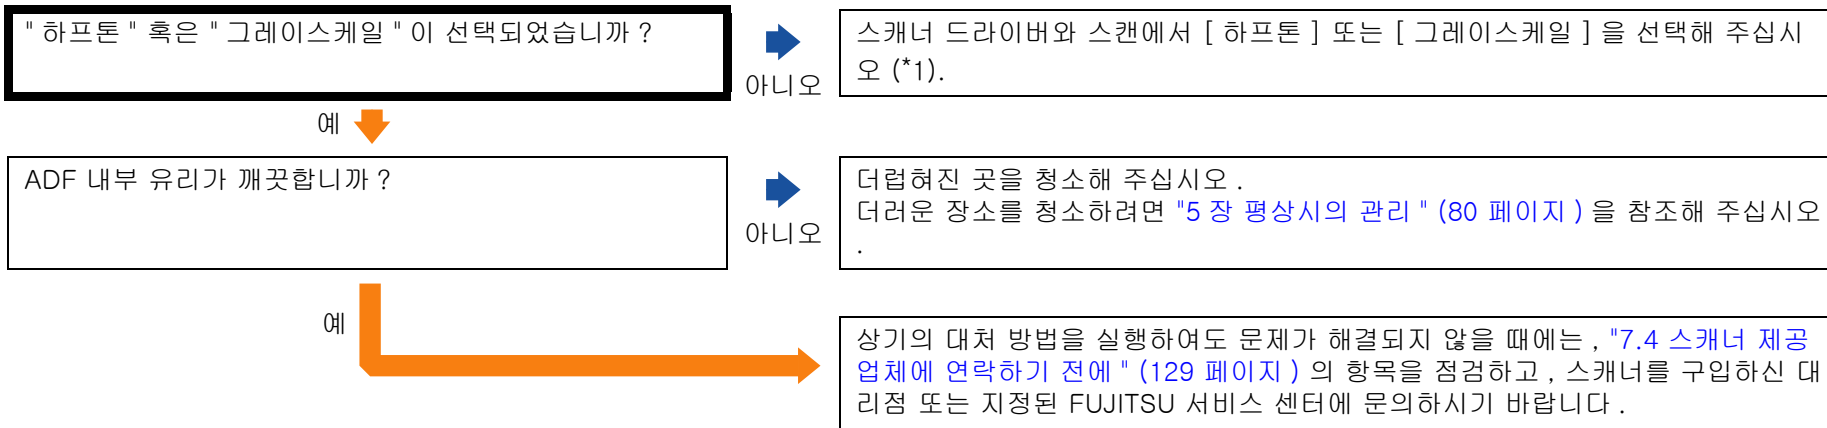 " 하프톤 " 혹은 " 그레이스케일 " 이 선택되었습니까 ?
아니오
스캐너 드라이버와 스캔에서 [ 하프톤 ] 또는 [ 그레이스케일 ] 을 선택해 주십시
오 (*1).
예
ADF 내부 유리가 깨끗합니까 ?
아니오
더럽혀진 곳을 청소해 주십시오 .
더러운 장소를 청소하려면 "5 장 평상시의 관리 " (80 페이지 ) 을 참조해 주십시오
.
예
상기의 대처 방법을 실행하여도 문제가 해결되지 않을 때에는 , "7.4 스캐너 제공
업체에 연락하기 전에 " (129 페이지 ) 의 항목을 점검하고 , 스캐너를 구입하신 대
리점 또는 지정된 FUJITSU 서비스 센터에 문의하시기 바랍니다 .